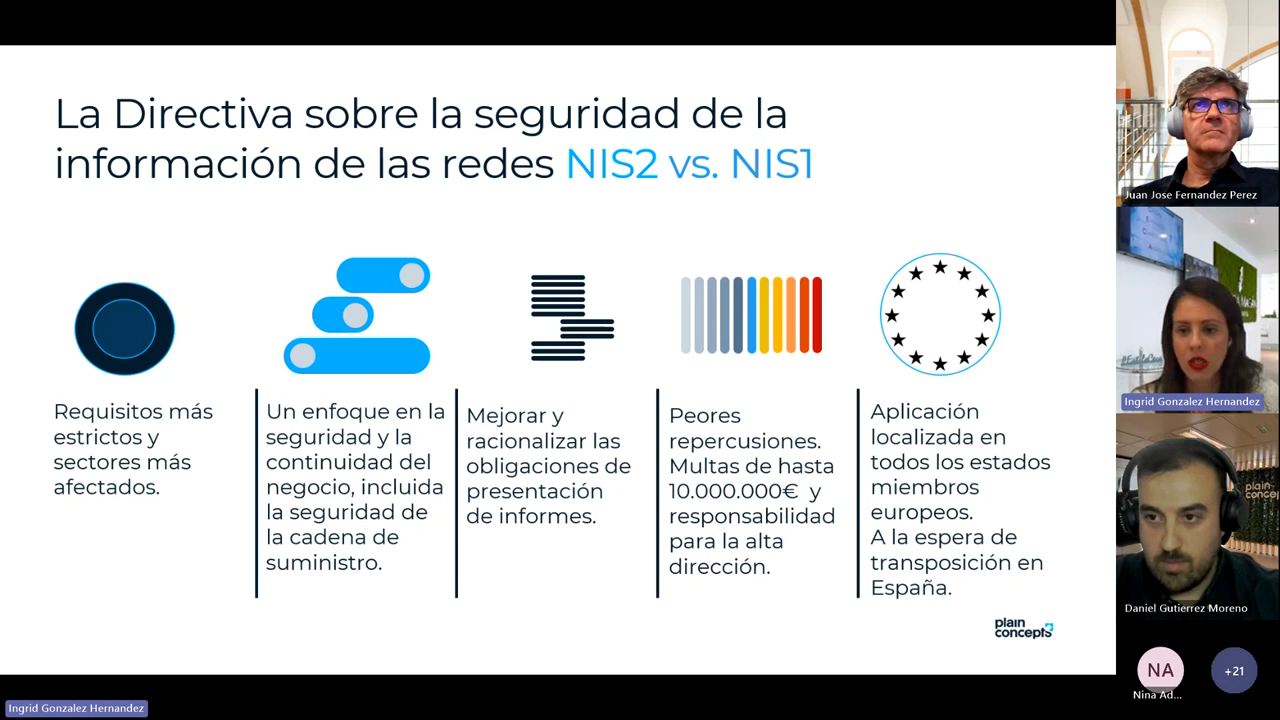 La Directiva sobre la seguridad de la
información de las redes NIS2 vs. NIS1
Requisitos más
estrictos y
sectores más
afectados.
Un enfoque en la
seguridad y la
continuidad del
negocio, incluida
la seguridad de
la cadena de
suministro.
Mejorar y
racionalizar las
obligaciones de
presentación
de informes.
Peores
repercusiones.
Multas de hasta
10.000.000€ y
responsabilidad
para la alta
dirección.
Aplicación
localizada en
todos los estados
miembros
europeos.
A la espera de
transposición en
España.
plain
concepts
Juan Jose Fernandez Perez
Ingrid Gonzalez Hernandez
plain
Daniel Gutierrez Moreno
NA
+21
Nina Ad...
Ingrid Gonzalez Hernandez